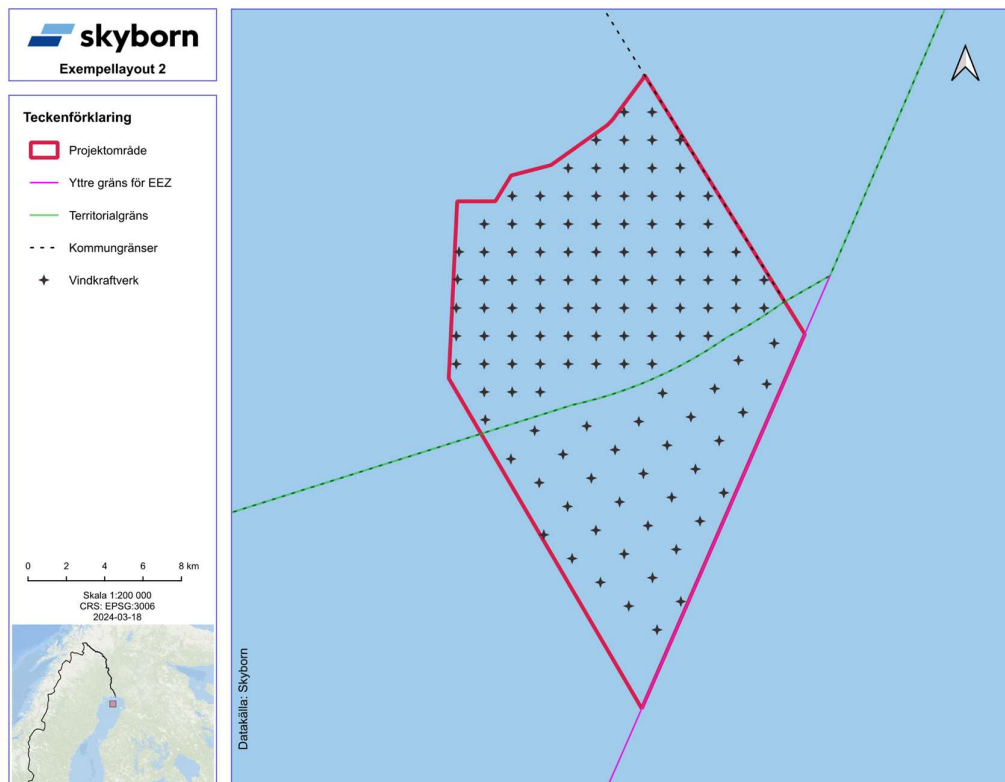 skyborn
Exempellayout 2
Teckenförklaring
Projektområde
Yttre gräns för EEZ
Territorialgräns
Kommungränser
Vindkraftverk
0 2 4 6 8 km
Skala 1:200 000
CRS: EPSG:3006
2024-03-18
Datakälla: Skyborn